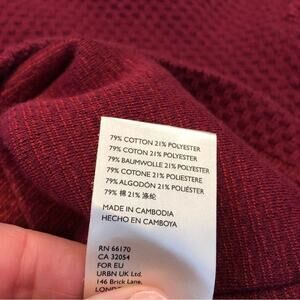 79% COTTON 21% POLYESTER
79% COTON 21% POLYESTER
79% BAUMWOLLE 21% POLYESTER
79% COTONE 21% POLIESTERE
79% ALGODÓN 21% POLIÉSTER
79% 棉 21% 涤纶
MADE IN CAMBODIA
HECHO EN CAMBOYA
RN 66170
CA 32054
FOR EU
URBN UK Ltd.
146 Brick Lane,